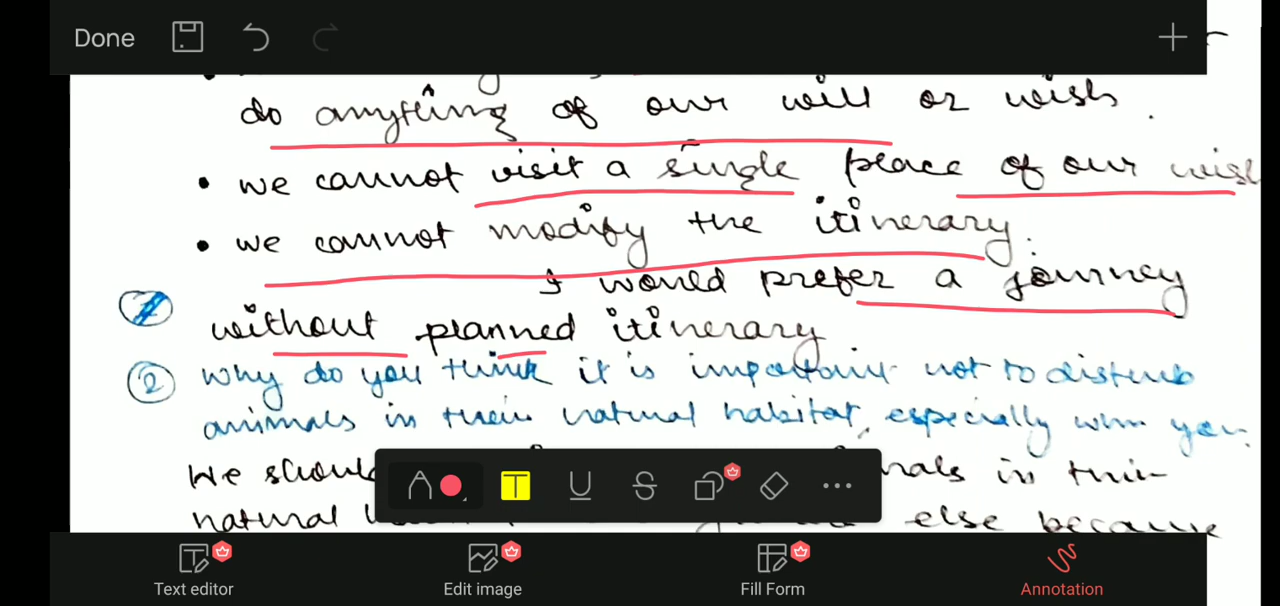 Done
do anything of our will or wish.
• we cannot visit a single place of our wish
• we cannot modify the itinerary.
I would prefer a journey
without planned itinerary
② Why do you think it is important not to disturb
animals in their natural habitat, especially when you
We should nals in their
natural else because
T
U
S
Text editor
Edit image
Fill Form
Annotation